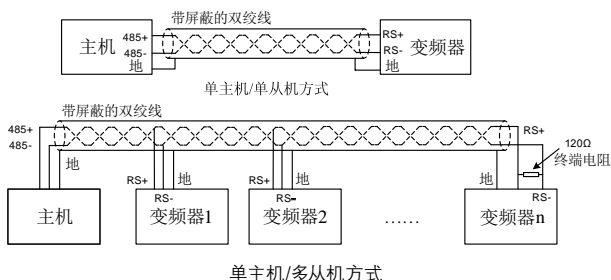 带屏蔽的双绞线
主机
485+
485-
地
RS+
RS-
地
变频器
单主机/单从机方式
带屏蔽的双绞线
485+
485-
地
RS+
RS-
地
RS+
RS-
地
地
RS+
120Ω
终端电阻
RS-
主机
变频器1
变频器2
……
变频器n
单主机/多从机方式